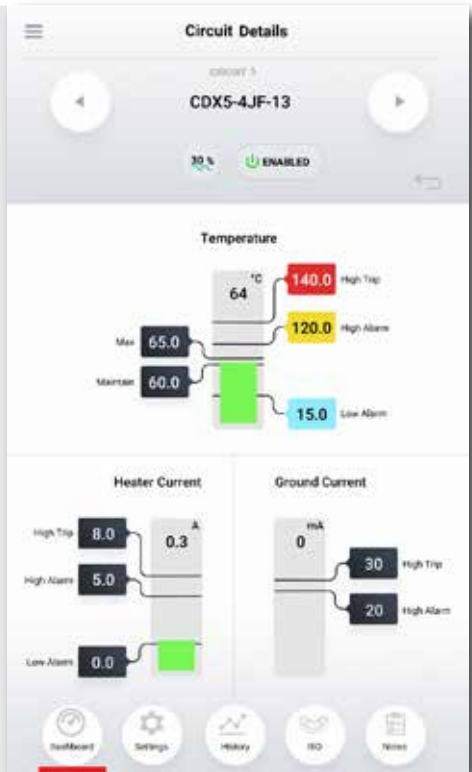 Circuit Details
CIRCUIT 5
CDX5-4JF-13
30 %
ENABLED
Temperature
°C
64
140.0 High Trip
120.0 High Alarm
Max 65.0
Maintain 60.0
15.0 Low Alarm
Heater Current
A
0.3
High Trip 8.0
High Alarm 5.0
Low Alarm 0.0
Ground Current
mA
0
30 High Trip
20 High Alarm
Dashboard
Settings
History
Notes